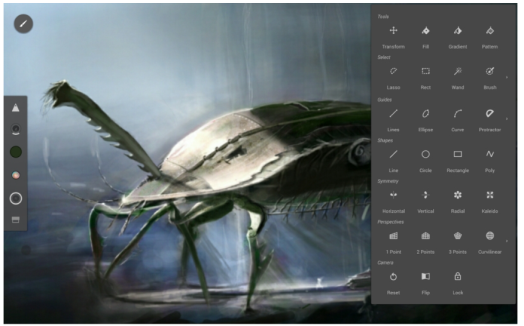 Tools
Transform Fill Gradient Pattern
Select
Lasso Rect Wand Brush
Guides
Lines Ellipse Curve Protractor
Shapes
Line Circle Rectangle Poly
Symmetry
Horizontal Vertical Radial Kaleido
Perspectives
1 Point 2 Points 3 Points Curvilinear
Canvas
Reset Flip Lock